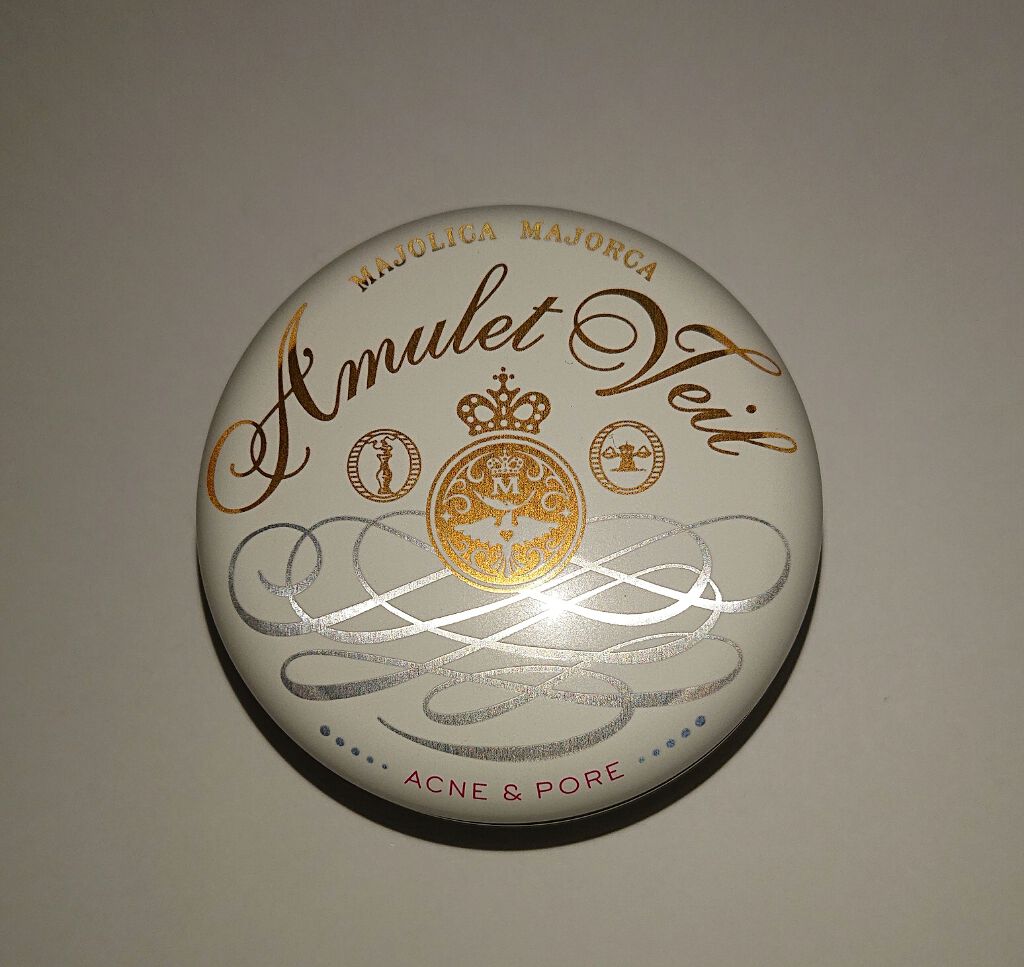 MAJOLICA MAJORCA
Amulet Veil
M
ACNE & PORE